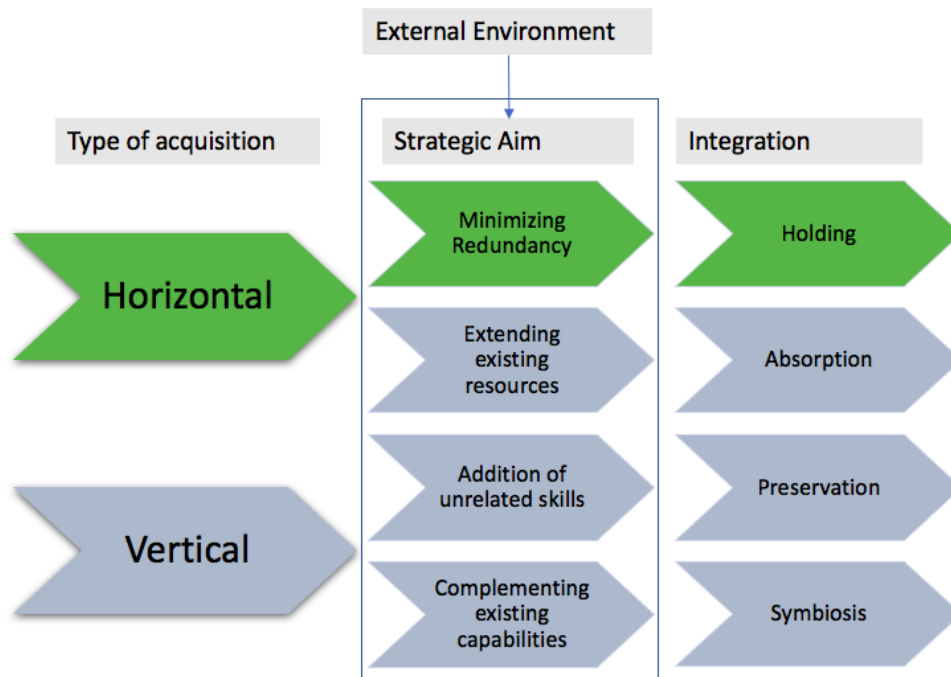 External Environment
Type of acquisition
Strategic Aim
Integration
Horizontal
Minimizing
Redundancy
Holding
Extending
existing
resources
Absorption
Vertical
Addition of
unrelated skills
Preservation
Complementing
existing
capabilities
Symbiosis